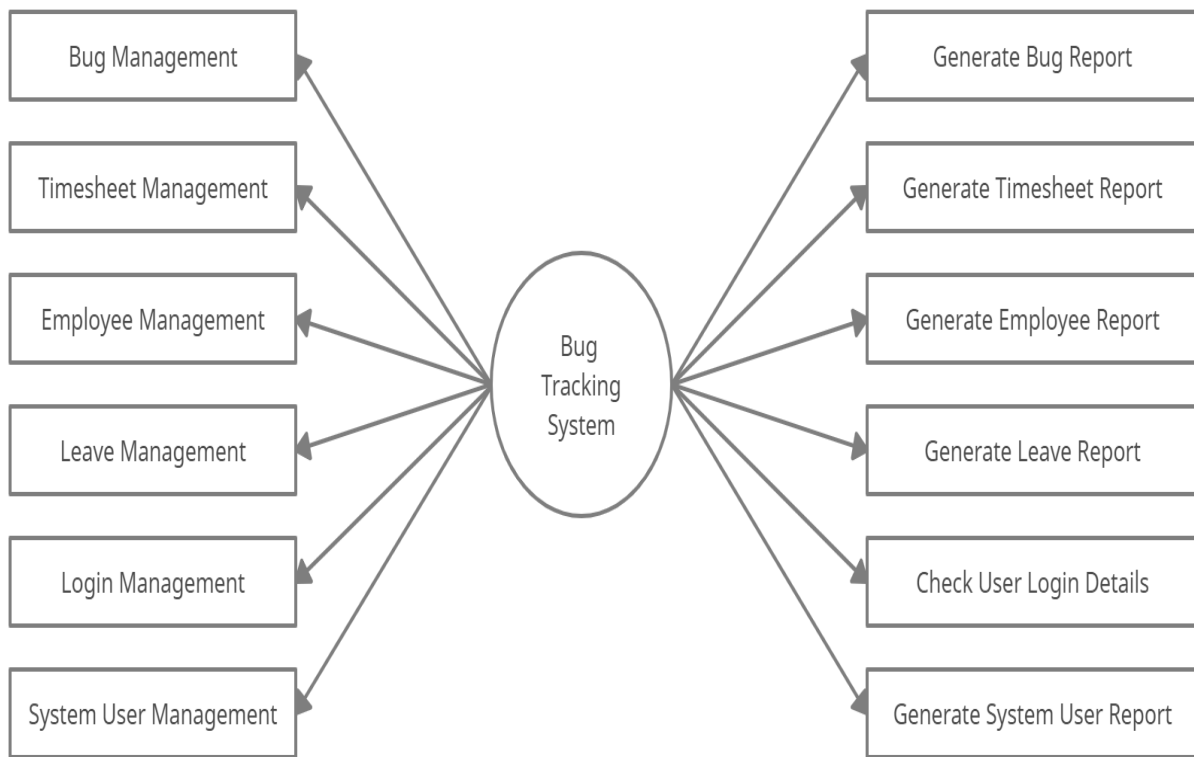 Bug Management
Timesheet Management
Employee Management
Leave Management
Login Management
System User Management
Bug
Tracking
System
Generate Bug Report
Generate Timesheet Report
Generate Employee Report
Generate Leave Report
Check User Login Details
Generate System User Report